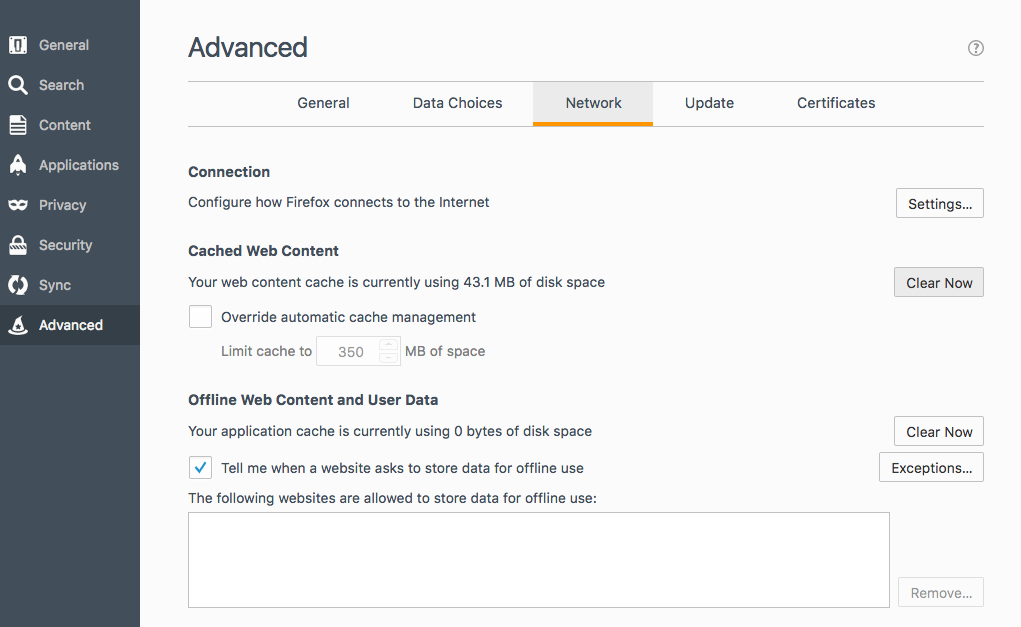 General
Search
Content
Applications
Privacy
Security
Sync
Advanced
Advanced
?
General Data Choices Network Update Certificates
Connection
Configure how Firefox connects to the Internet Settings...
Cached Web Content
Your web content cache is currently using 43.1 MB of disk space Clear Now
Override automatic cache management
Limit cache to 350 MB of space
Offline Web Content and User Data
Your application cache is currently using 0 bytes of disk space Clear Now
Tell me when a website asks to store data for offline use Exceptions...
The following websites are allowed to store data for offline use:
Remove...